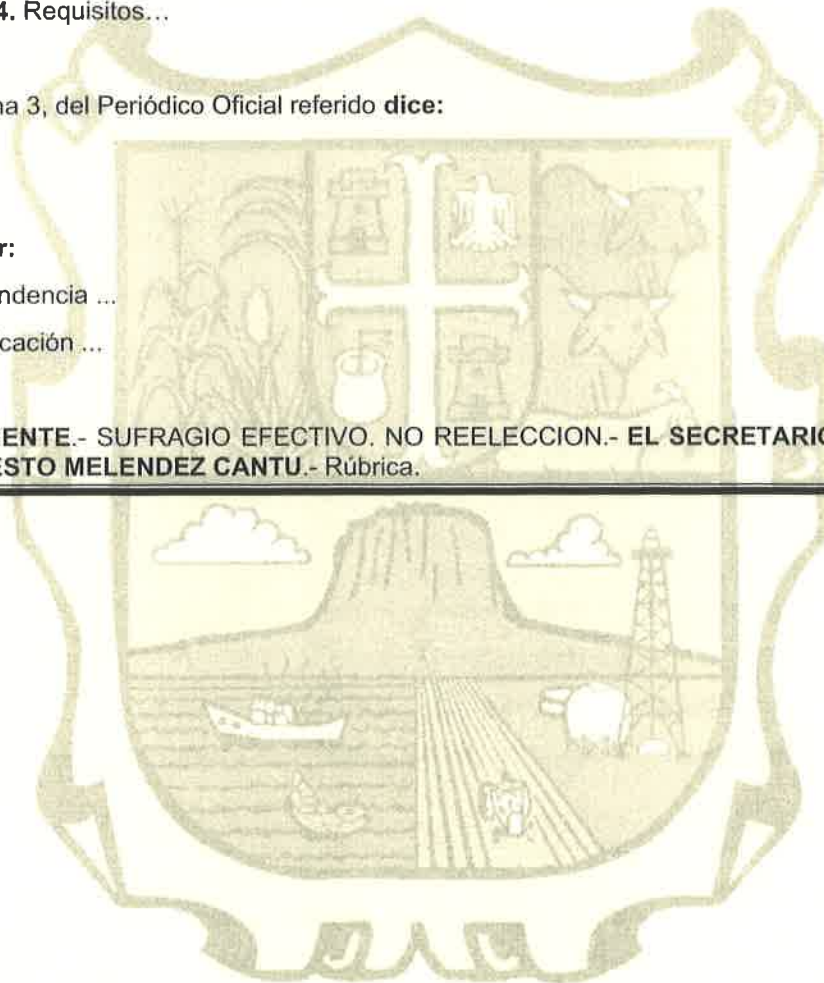 4. Requisitos...
na 3, del Periódico Oficial referido dice:
r:
ndencia ...
cación ...
ENTE.- SUFRAGIO EFECTIVO. NO REELECCION.- EL SECRETARIO
ESTO MELENDEZ CANTU.- Rúbrica.